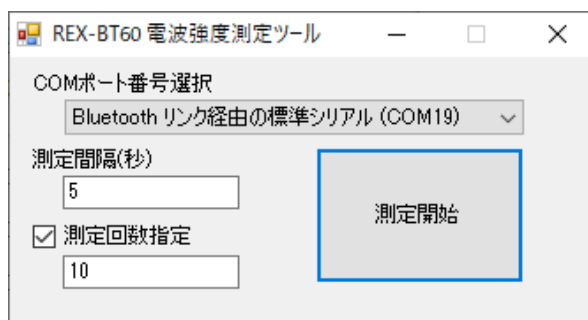 REX-BT60 電波強度測定ツール
COMポート番号選択
Bluetooth リンク経由の標準シリアル (COM19)
測定間隔(秒)
5
測定開始
測定回数指定
10